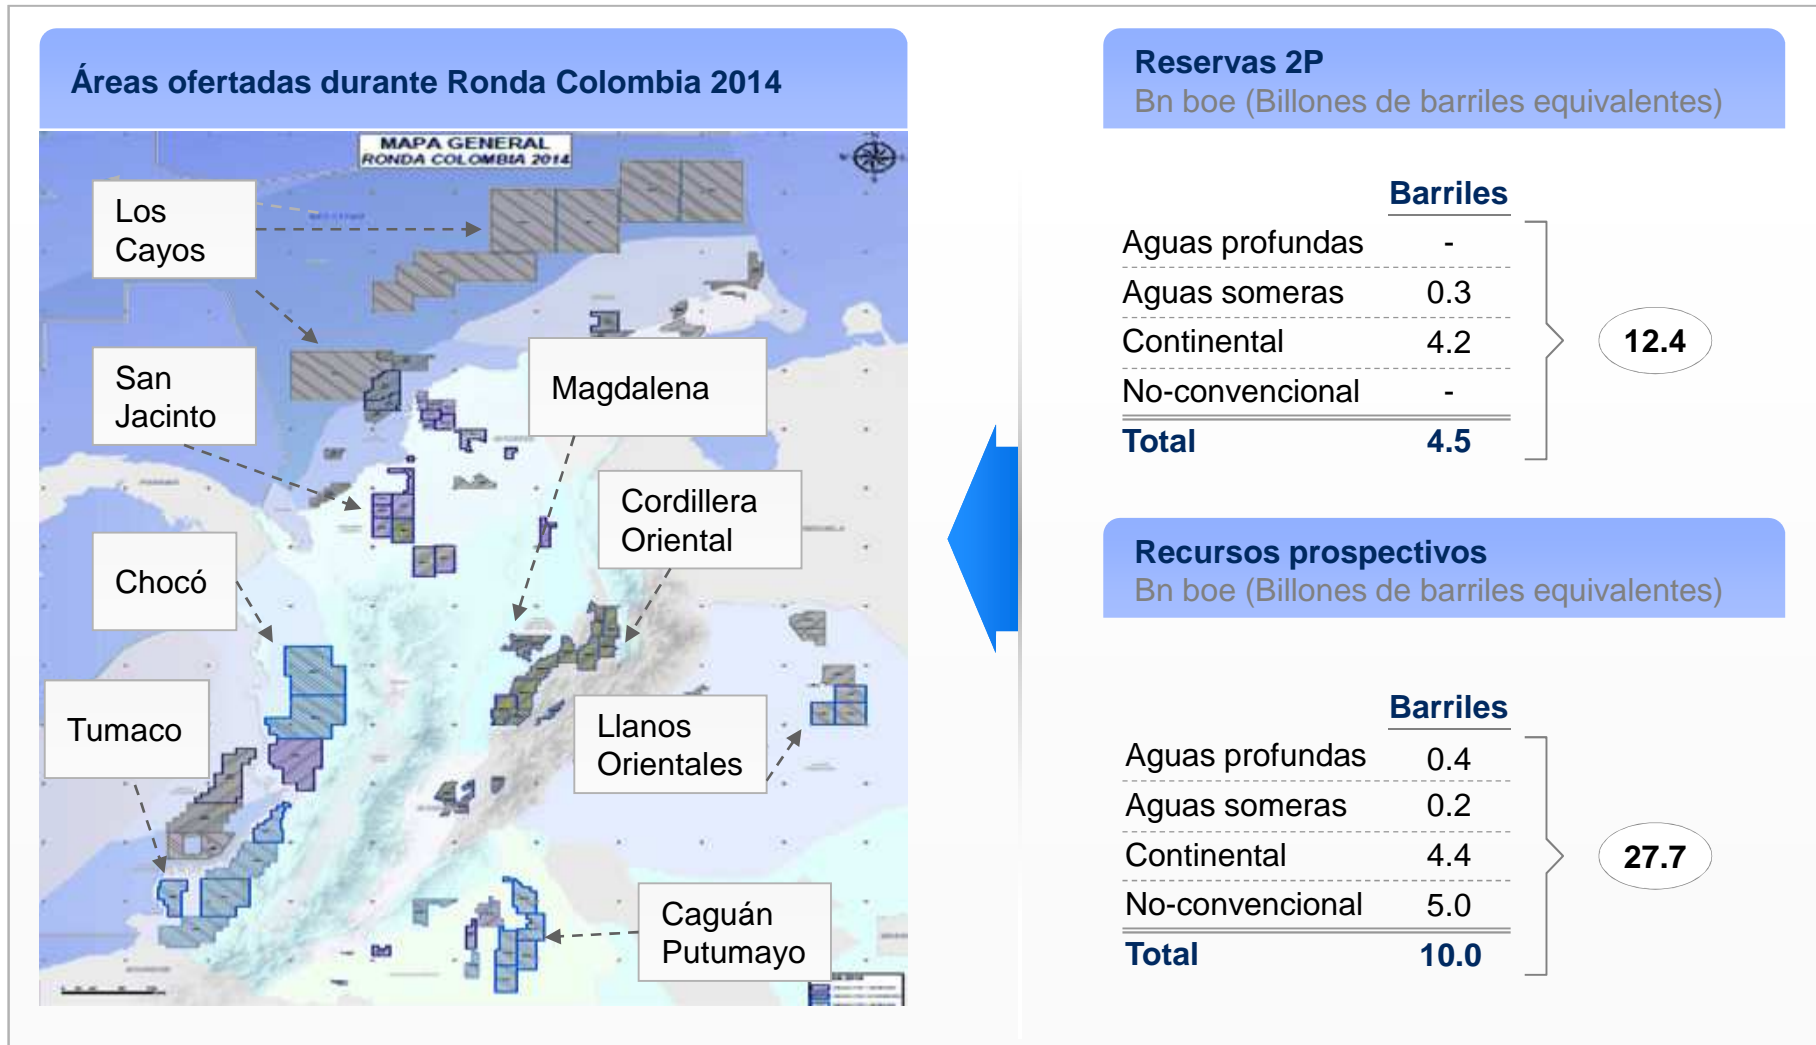 Áreas ofertadas durante Ronda Colombia 2014
MAPA GENERAL
RONDA COLOMBIA 2014
Los
Cayos
San
Jacinto
Magdalena
Cordillera
Oriental
Chocó
Tumaco
Llanos
Orientales
Caguán
Putumayo
Reservas 2P
Bn boe (Billones de barriles equivalentes)
Barriles
Aguas profundas -
Aguas someras 0.3
Continental 4.2
No-convencional -
Total 4.5
12.4
Recursos prospectivos
Bn boe (Billones de barriles equivalentes)
Barriles
Aguas profundas 0.4
Aguas someras 0.2
Continental 4.4
No-convencional 5.0
Total 10.0
27.7